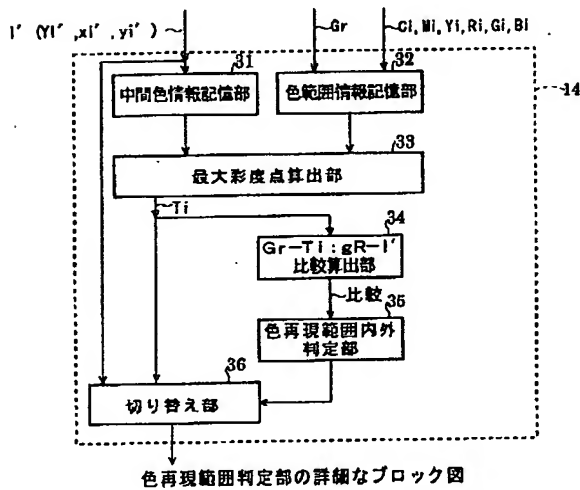 I′ (YI′,xI′,yI′)
Gr
Ci,Mi,Yi,Ri,Gi,Bi
31
32
中間色情報記憶部
色範囲情報記憶部
14
33
最大彩度点算出部
Ti
34
Gr−Ti:gR−I′
比較算出部
比較
35
色再現範囲内外
判定部
36
切り替え部
色再現範囲判定部の詳細なブロック図